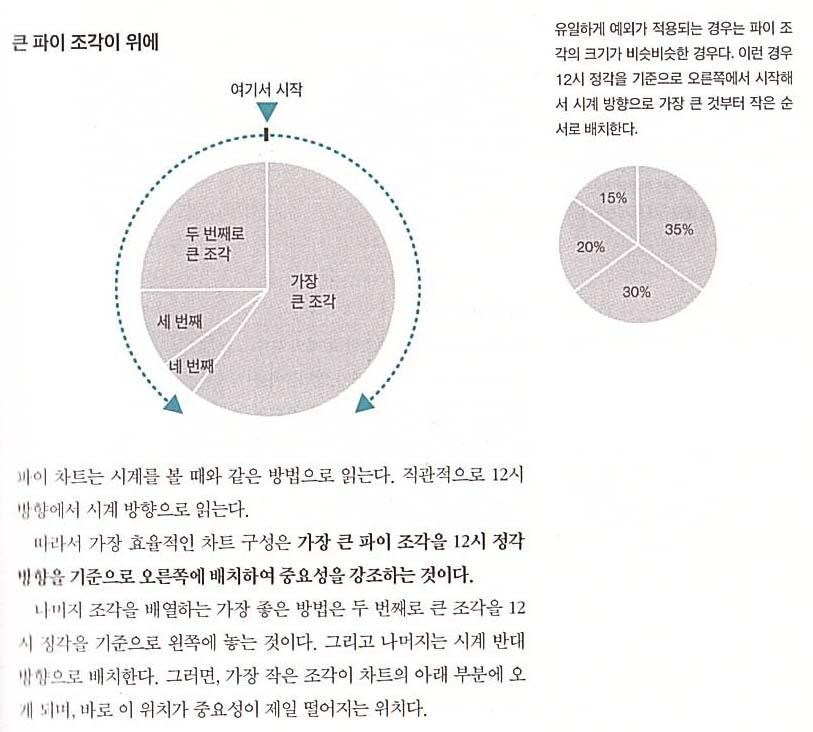 큰 파이 조각이 위에
여기서 시작
두 번째로
큰 조각
가장
큰 조각
세 번째
네 번째
파이 차트는 시계를 볼 때와 같은 방법으로 읽는다. 직관적으로 12시
방향에서 시계 방향으로 읽는다.
따라서 가장 효율적인 차트 구성은 가장 큰 파이 조각을 12시 정각
방향을 기준으로 오른쪽에 배치하여 중요성을 강조하는 것이다.
나머지 조각을 배열하는 가장 좋은 방법은 두 번째로 큰 조각을 12
시 정각을 기준으로 왼쪽에 놓는 것이다. 그리고 나머지는 시계 반대
방향으로 배치한다. 그러면, 가장 작은 조각이 차트의 아래 부분에 오
게 되며, 바로 이 위치가 중요성이 제일 떨어지는 위치다.
유일하게 예외가 적용되는 경우는 파이 조
각의 크기가 비슷비슷한 경우다. 이런 경우
12시 정각을 기준으로 오른쪽에서 시작해
서 시계 방향으로 가장 큰 것부터 작은 순
서로 배치한다.
15%
35%
20%
30%